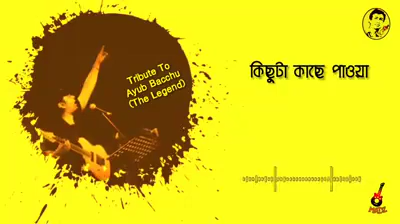 Tribute To
Ayub Bacchu
(The Legend)
কিছুটা কাছে পাওয়া